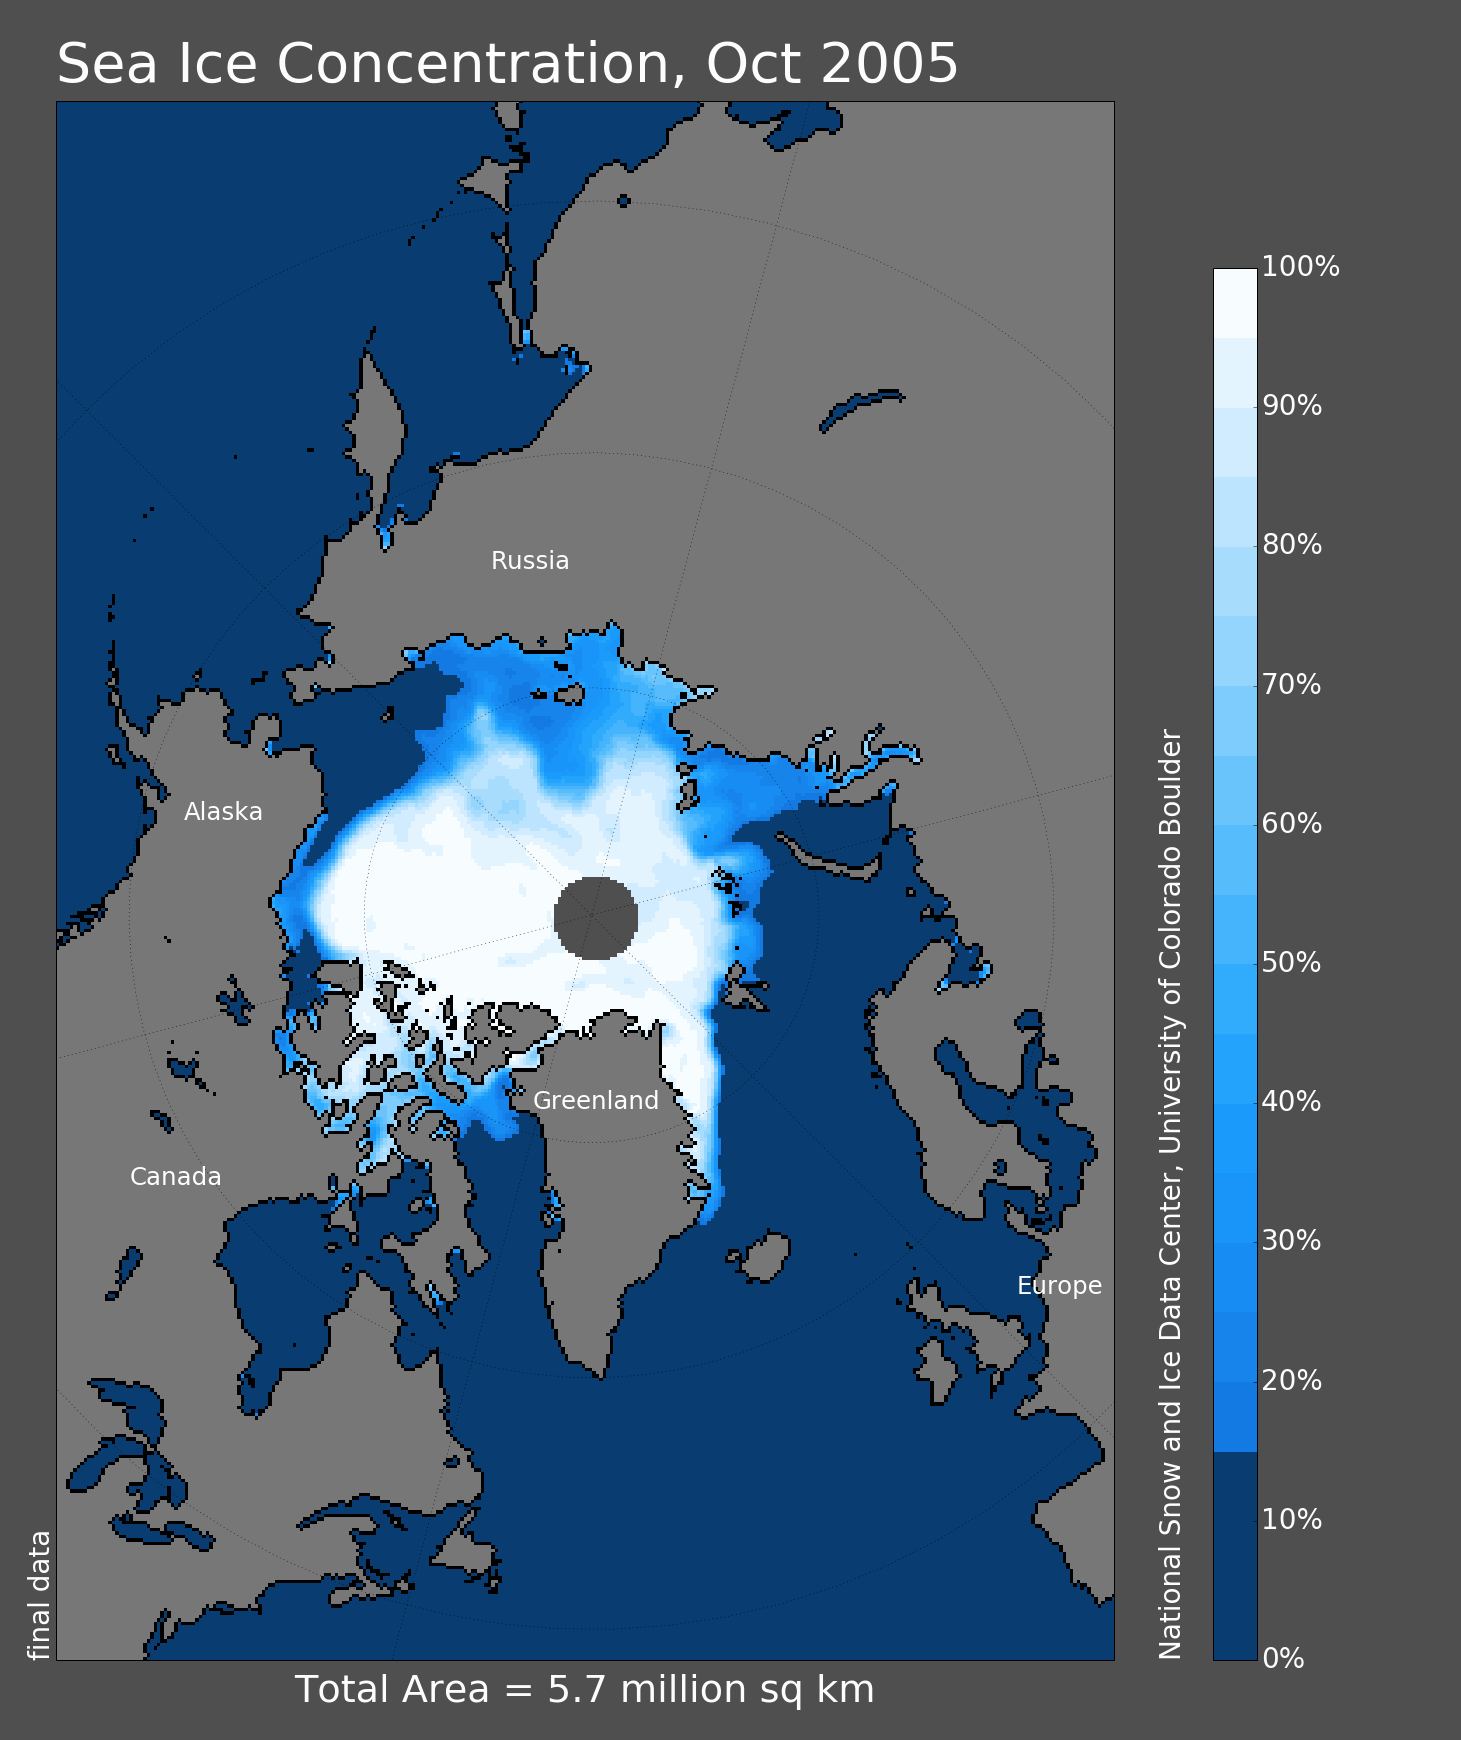 Sea Ice Concentration, Oct 2005
Russia
Alaska
Greenland
Canada
Europe
100%
90%
80%
70%
60%
50%
40%
30%
20%
10%
0%
National Snow and Ice Data Center, University of Colorado Boulder
final data
Total Area = 5.7 million sq km